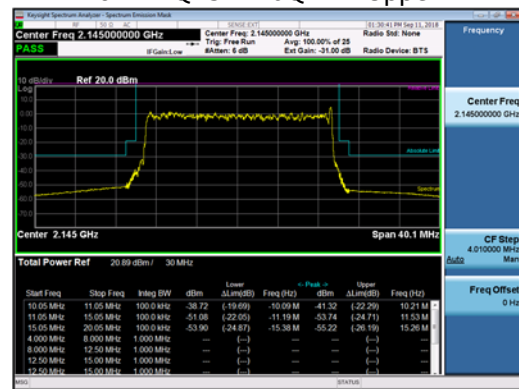 Keysight Spectrum Analyzer - Spectrum Emission Mask
RF 50 Ω AC SENSE:EXT 01:30:41 PM Sep 11, 2018
Center Freq 2.145000000 GHz Center Freq: 2.145000000 GHz Radio Std: None Frequency
Trig: Free Run Avg: 100.00% of 25
PASS IFGain:Low #Atten: 6 dB Ext Gain: -31.00 dB Radio Device: BTS
10 dB/div Ref 20.0 dBm
Log
10.0
0.00
-10.0
-20.0
-30.0
-40.0
-50.0
-60.0
-70.0
Absolute Limit
Spectrum
Center 2.145 GHz Span 40.1 MHz
Center Freq
2.145000000 GHz
CF Step
4.010000 MHz
Auto Man
Freq Offset
0 Hz
Total Power Ref 20.89 dBm / 30 MHz
Lower <- Peak -> Upper
Start Freq Stop Freq Integ BW dBm ΔLim(dB) Freq (Hz) dBm ΔLim(dB) Freq (Hz)
10.05 MHz 11.05 MHz 100.0 kHz -38.72 (-19.69) -10.09 M -41.32 (-22.29) 10.21 M
11.05 MHz 15.05 MHz 100.0 kHz -51.08 (-22.05) -11.19 M -53.74 (-24.71) 11.53 M
15.05 MHz 20.05 MHz 100.0 kHz -53.90 (-24.87) -15.38 M -55.22 (-26.19) 15.26 M
4.000 MHz 8.000 MHz 1.000 MHz --- (---) --- --- (---) ---
8.000 MHz 12.50 MHz 1.000 MHz --- (---) --- --- (---) ---
12.50 MHz 15.00 MHz 1.000 MHz --- (---) --- --- (---) ---
12.50 MHz 15.00 MHz 1.000 MHz --- (---) --- --- (---) ---
MSG STATUS